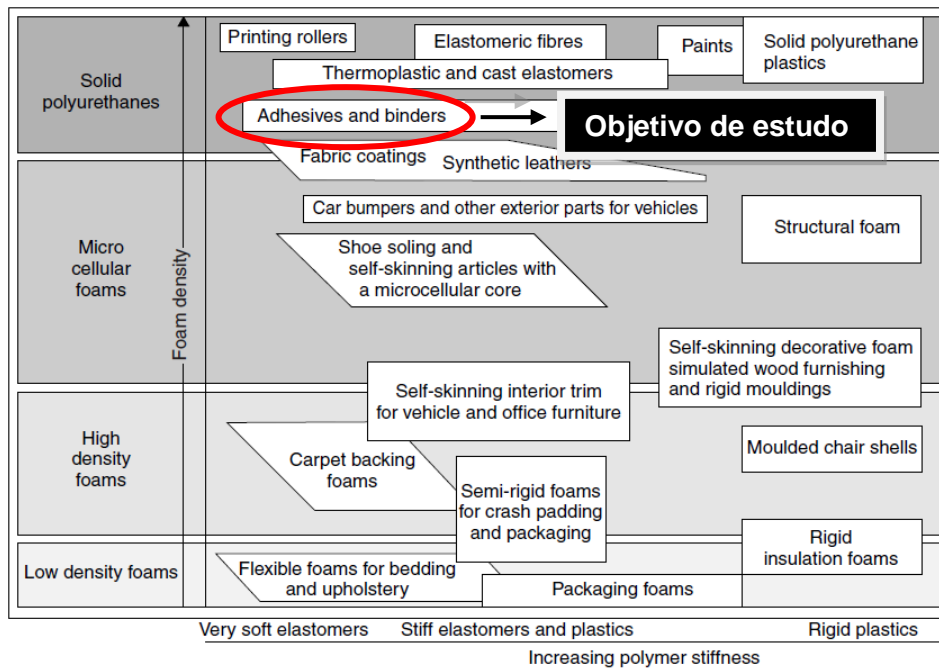 Printing rollers
Elastomeric fibres
Paints
Solid polyurethane
plastics
Solid
polyurethanes
Thermoplastic and cast elastomers
Adhesives and binders
Objetivo de estudo
Fabric coatings
Synthetic leathers
Car bumpers and other exterior parts for vehicles
Structural foam
Micro
cellular
foams
Shoe soling and
self-skinning articles with
a microcellular core
Foam density
Self-skinning decorative foam
simulated wood furnishing
and rigid mouldings
Self-skinning interior trim
for vehicle and office furniture
High
density
foams
Carpet backing
foams
Moulded chair shells
Semi-rigid foams
for crash padding
and packaging
Rigid
insulation foams
Low density foams
Flexible foams for bedding
and upholstery
Packaging foams
Very soft elastomers
Stiff elastomers and plastics
Rigid plastics
Increasing polymer stiffness